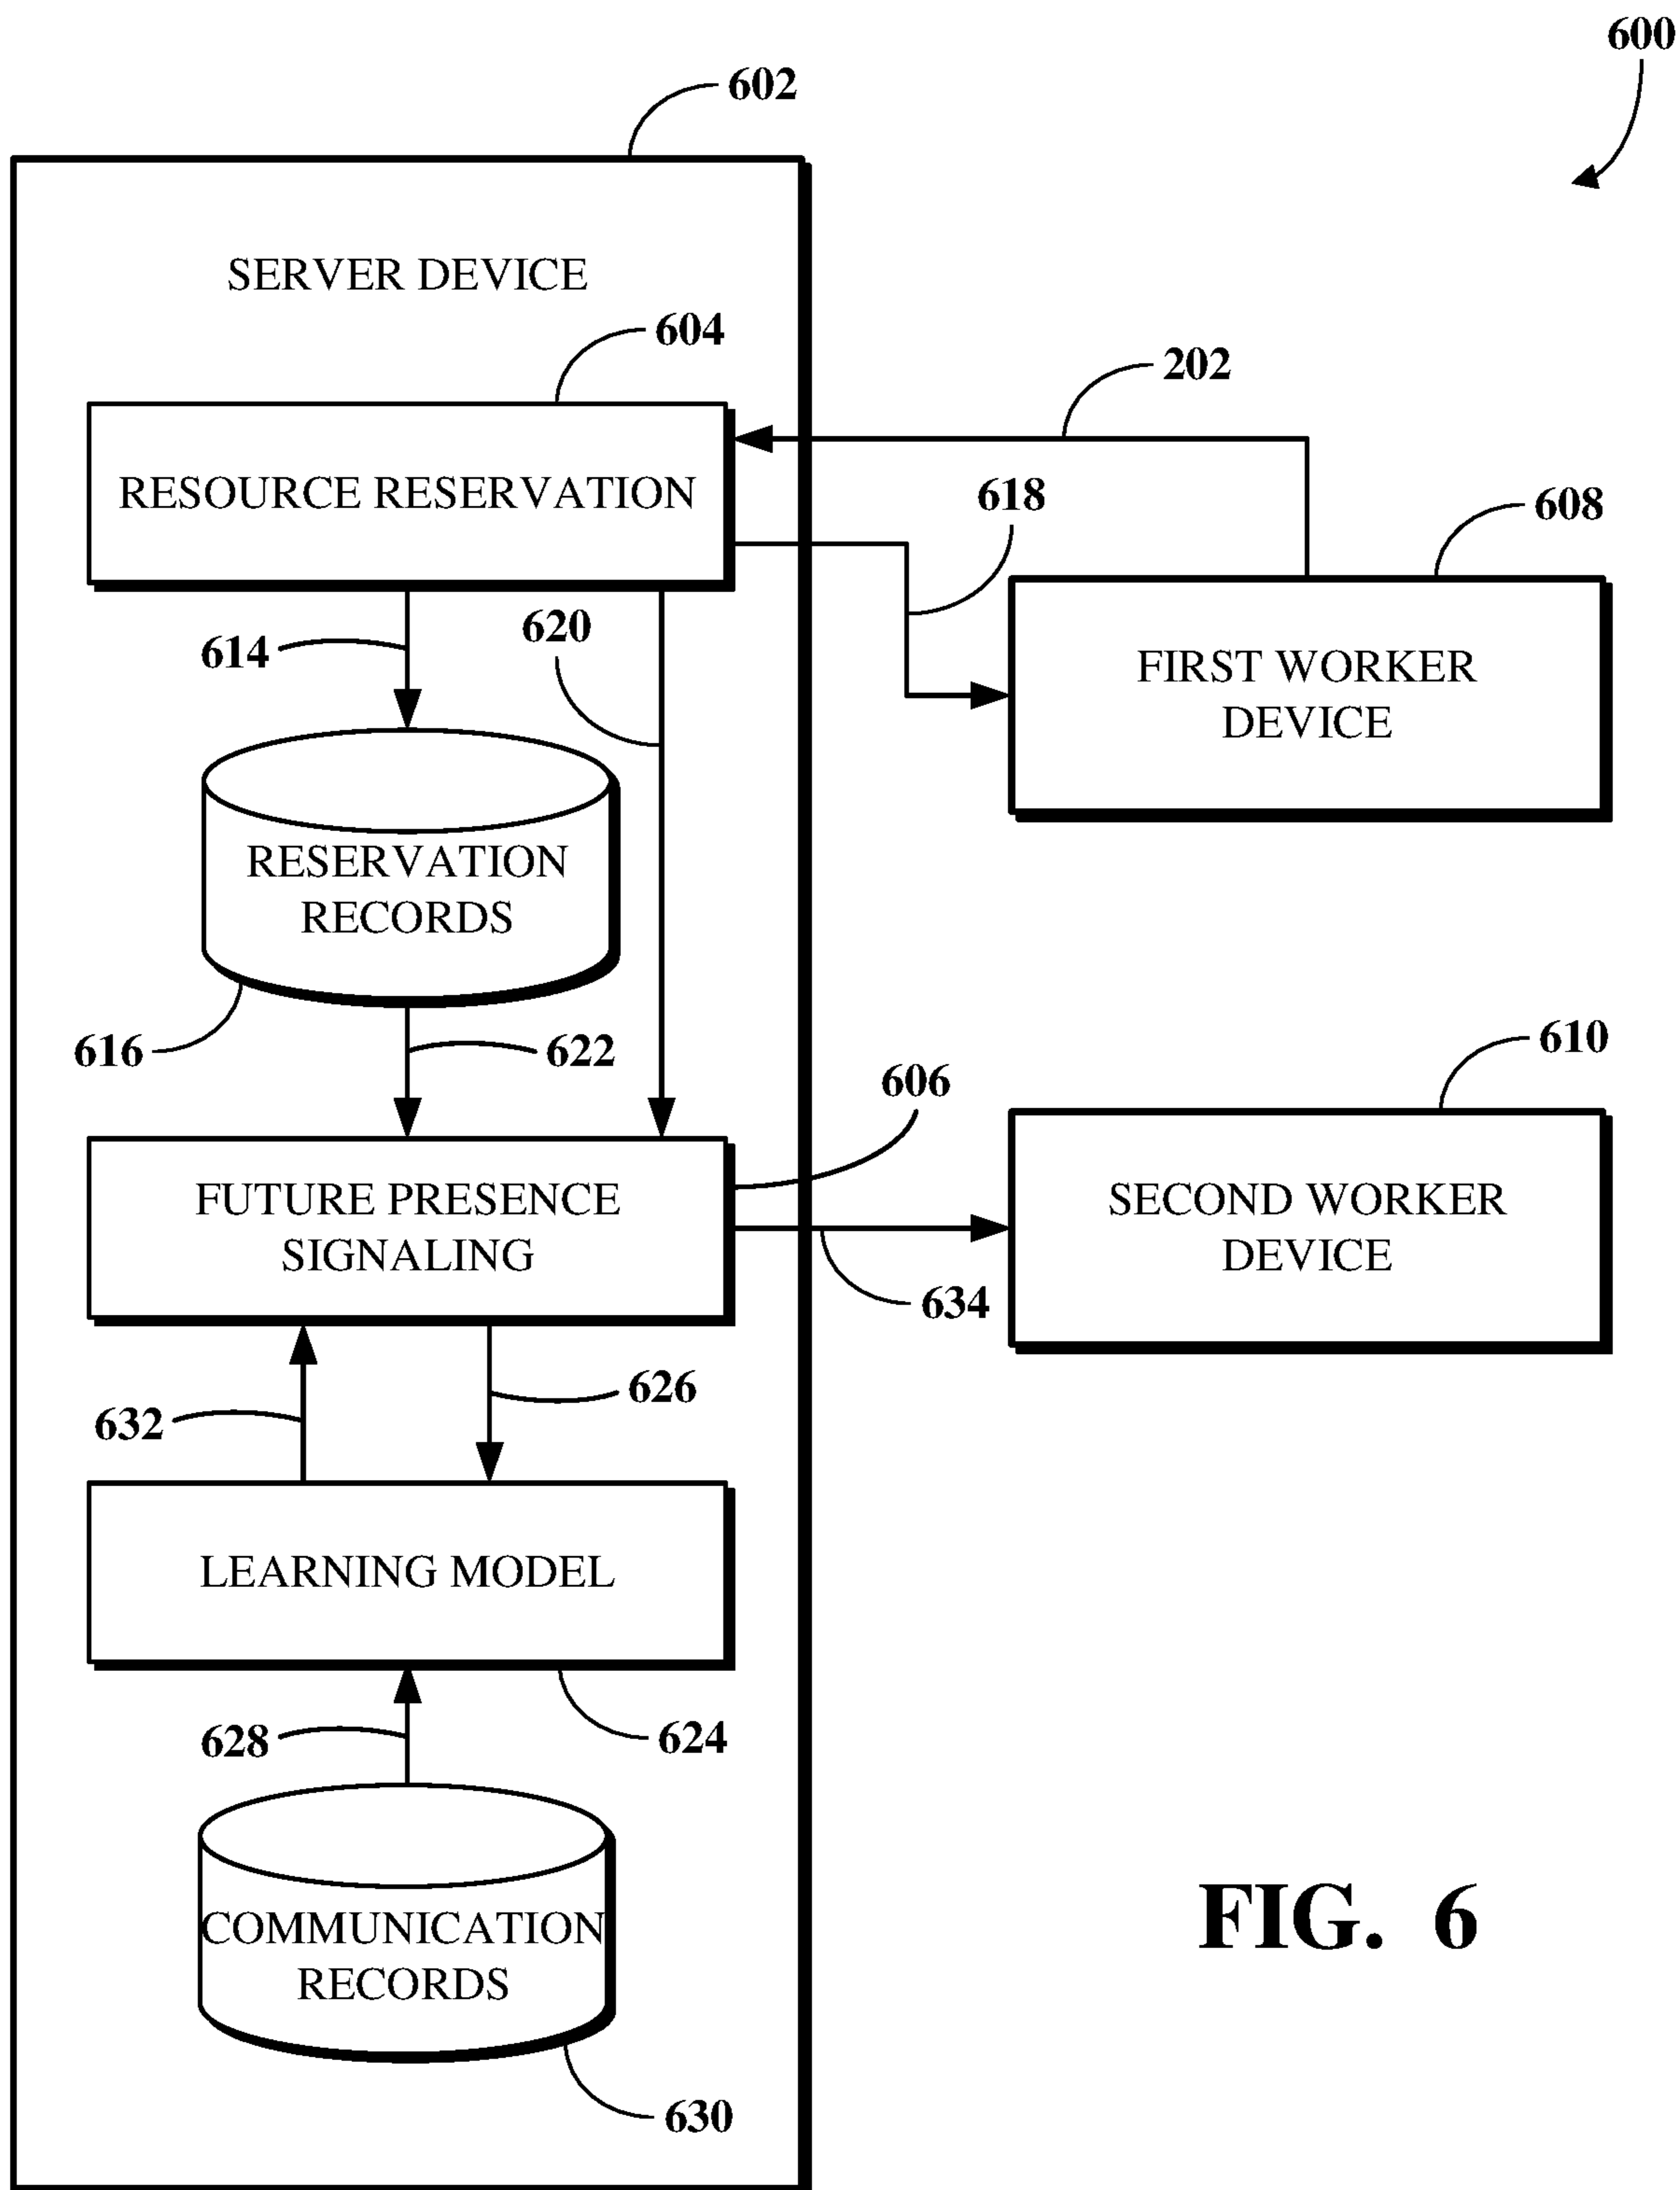 600
602
SERVER DEVICE
604
202
RESOURCE RESERVATION
618
608
614
620
FIRST WORKER
DEVICE
RESERVATION
RECORDS
616
622
606
610
FUTURE PRESENCE
SIGNALING
SECOND WORKER
DEVICE
634
632
626
LEARNING MODEL
628
624
COMMUNICATION
RECORDS
630
FIG. 6